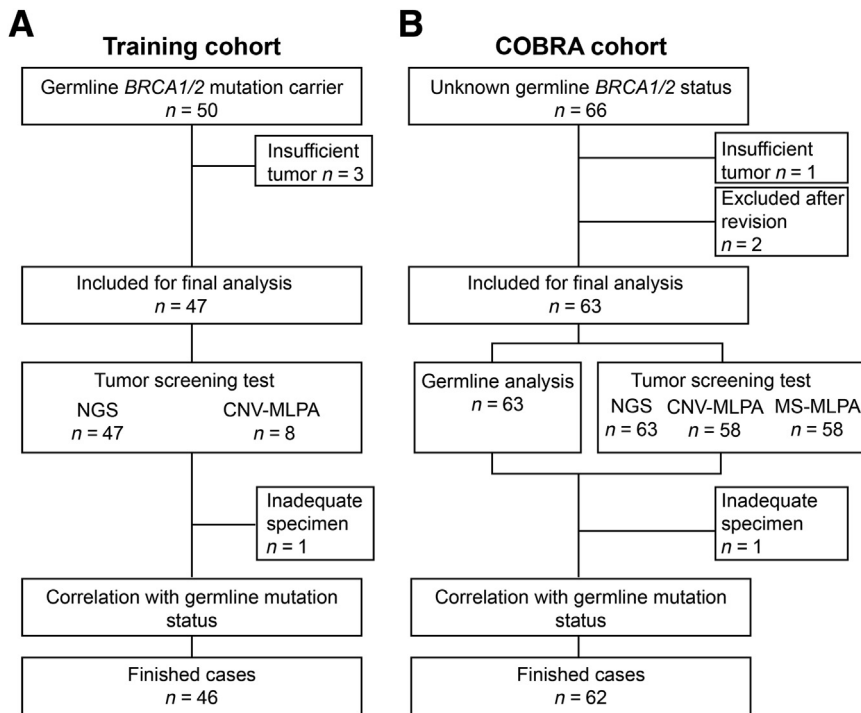 A
Training cohort
Germline BRCA1/2 mutation carrier
n = 50
Insufficient
tumor n = 3
Included for final analysis
n = 47
Tumor screening test
NGS
n = 47
CNV-MLPA
n = 8
Inadequate
specimen
n = 1
Correlation with germline mutation
status
Finished cases
n = 46
B
COBRA cohort
Unknown germline BRCA1/2 status
n = 66
Insufficient
tumor n = 1
Excluded after
revision
n = 2
Included for final analysis
n = 63
Germline analysis
n = 63
Tumor screening test
NGS
n = 63
CNV-MLPA
n = 58
MS-MLPA
n = 58
Inadequate
specimen
n = 1
Correlation with germline mutation
status
Finished cases
n = 62